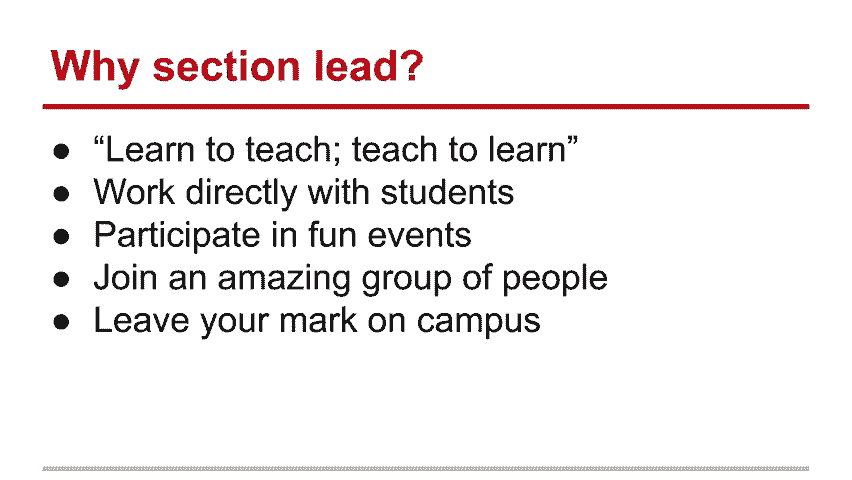 Why section lead?
● “Learn to teach; teach to learn”
● Work directly with students
● Participate in fun events
● Join an amazing group of people
● Leave your mark on campus